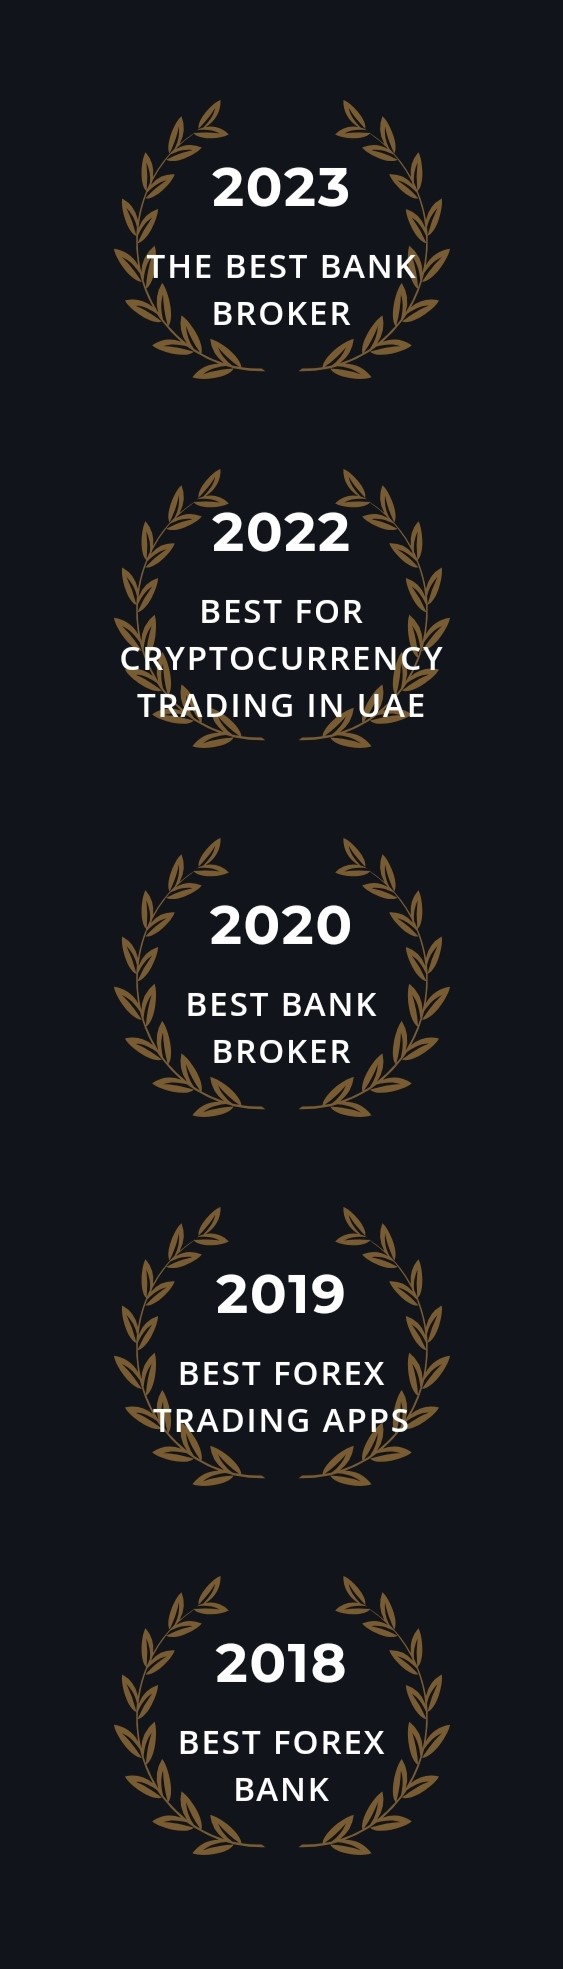 2023
THE BEST BANK
BROKER
2022
BEST FOR
CRYPTOCURRENCY
TRADING IN UAE
2020
BEST BANK
BROKER
2019
BEST FOREX
TRADING APPS
2018
BEST FOREX
BANK